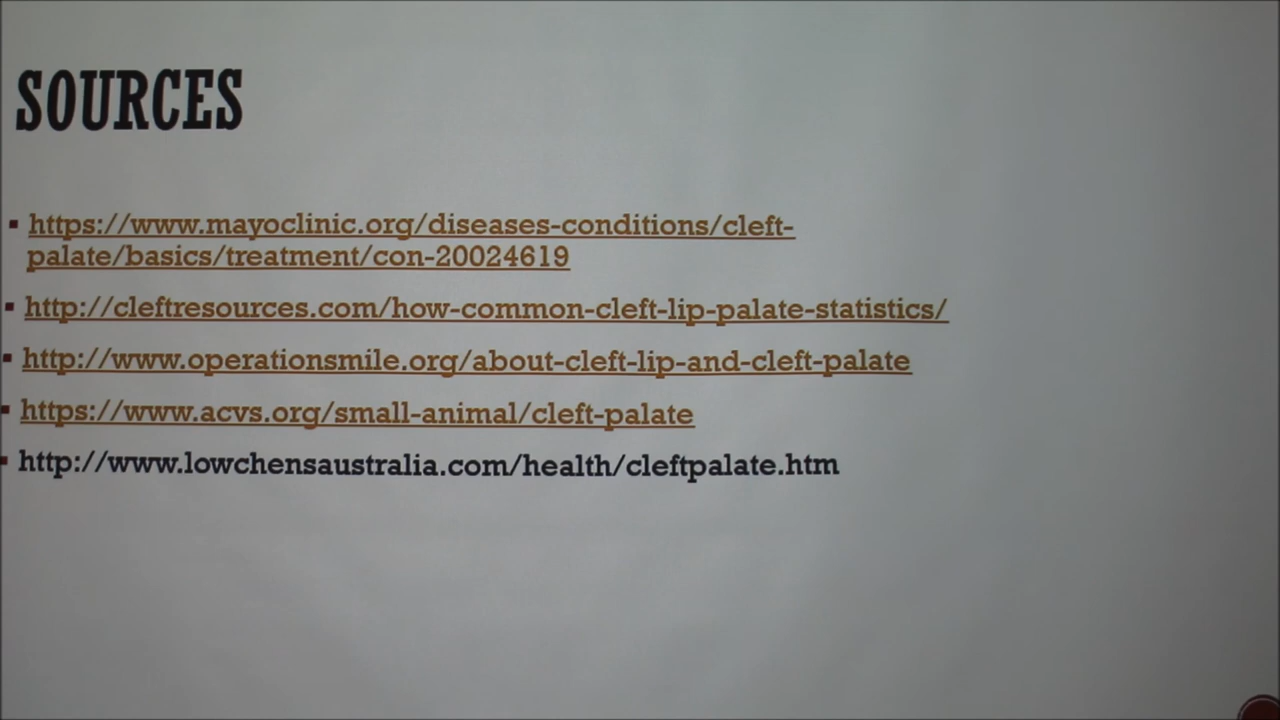 SOURCES
https://www.mayoclinic.org/diseases-conditions/cleft-
palate/basics/treatment/con-20024619
http://cleftresources.com/how-common-cleft-lip-palate-statistics/
http://www.operationsmile.org/about-cleft-lip-and-cleft-palate
https://www.acvs.org/small-animal/cleft-palate
http://www.lowchensaustralia.com/health/cleftpalate.htm